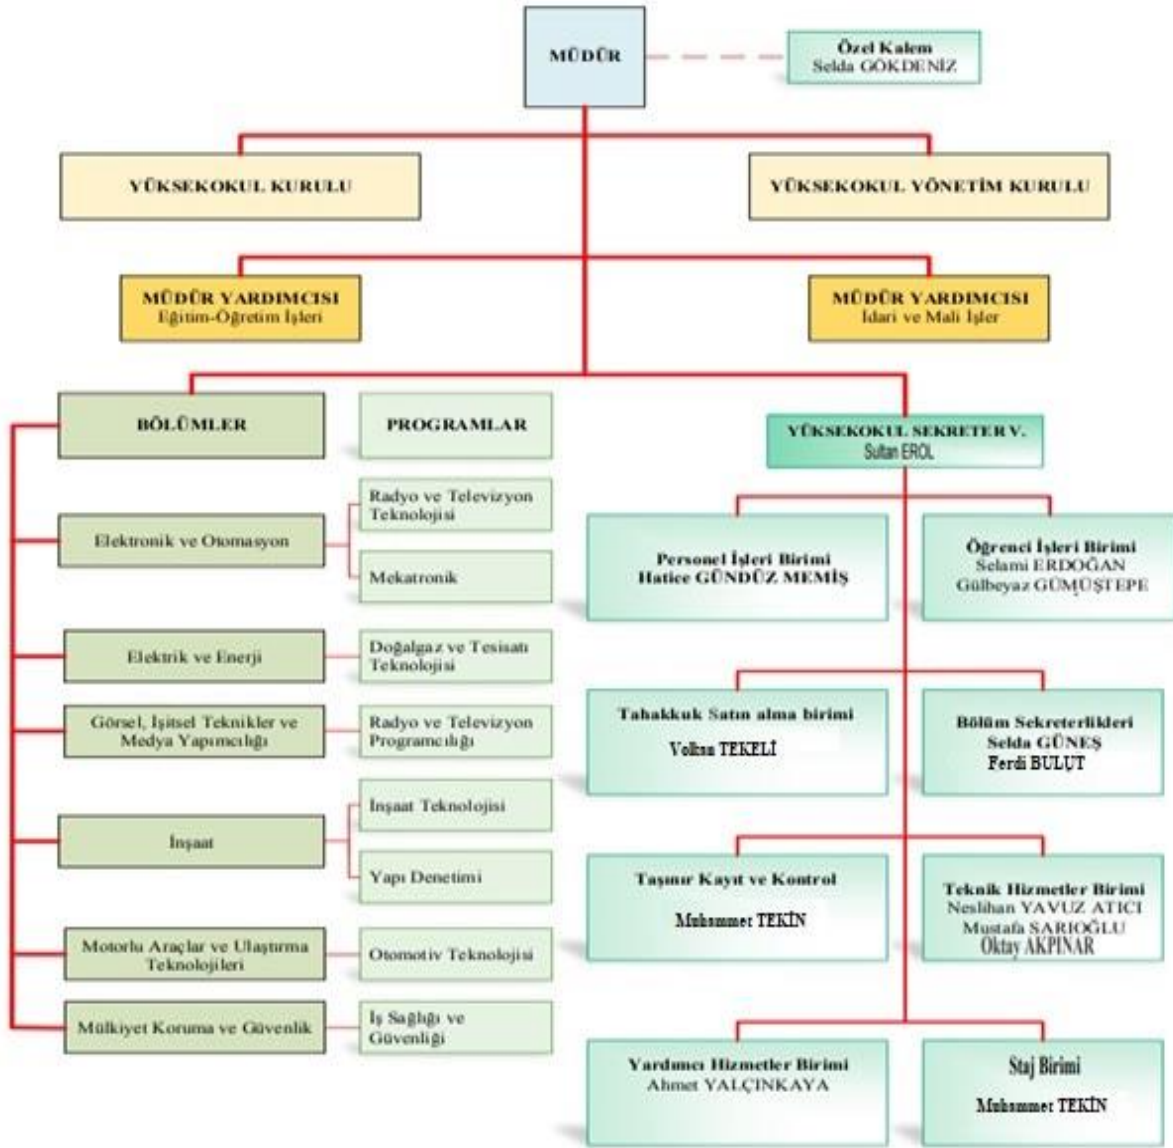 MÜDÜR
Özel Kalem
Selda GÖKDENİZ
YÜKSEKOKUL KURULU
YÜKSEKOKUL YÖNETİM KURULU
MÜDÜR YARDIMCISI
Eğitim-Öğretim İşleri
MÜDÜR YARDIMCISI
İdari ve Mali İşler
BÖLÜMLER
PROGRAMLAR
Elektronik ve Otomasyon
Radyo ve Televizyon
Teknolojisi
Mekatronik
Elektrik ve Enerji
Doğalgaz ve Tesisatı
Teknolojisi
Görsel, İşitsel Teknikler ve
Medya Yapımcılığı
Radyo ve Televizyon
Programcılığı
İnşaat
İnşaat Teknolojisi
Yapı Denetimi
Motorlu Araçlar ve Ulaştırma
Teknolojileri
Otomotiv Teknolojisi
Mülkiyet Koruma ve Güvenlik
İş Sağlığı ve
Güvenliği
YÜKSEKOKUL SEKRETER V.
Sultan EROL
Personel İşleri Birimi
Hatice GÜNDÜZ MEMİŞ
Öğrenci İşleri Birimi
Selami ERDOĞAN
Gülbeyaz GÜMÜŞTEPE
Tahakkuk Satın alma birimi
Volkan TEKELİ
Bölüm Sekreterlikleri
Selda GÜNEŞ
Ferdi BULUT
Taşınır Kayıt ve Kontrol
Muhammet TEKİN
Teknik Hizmetler Birimi
Neslihan YAVUZ ATICI
Mustafa SARIOĞLU
Oktay AKPINAR
Yardımcı Hizmetler Birimi
Ahmet YALÇINKAYA
Staj Birimi
Muhammet TEKİN